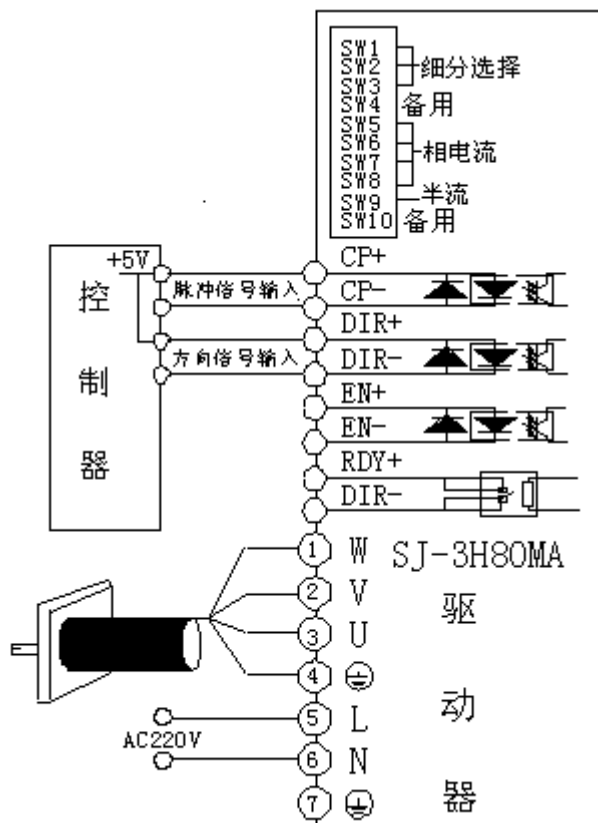 SW1
SW2
SW3
细分选择
SW4 备用
SW5
SW6
相电流
SW7
SW8
SW9 半流
SW10 备用
控制器
+5V
脉冲信号输入
方向信号输入
CP+
CP-
DIR+
DIR-
EN+
EN-
RDY+
DIR-
1 W
2 V
3 U
4
5 L
6 N
7
AC220V
SJ-3H80MA
驱动器